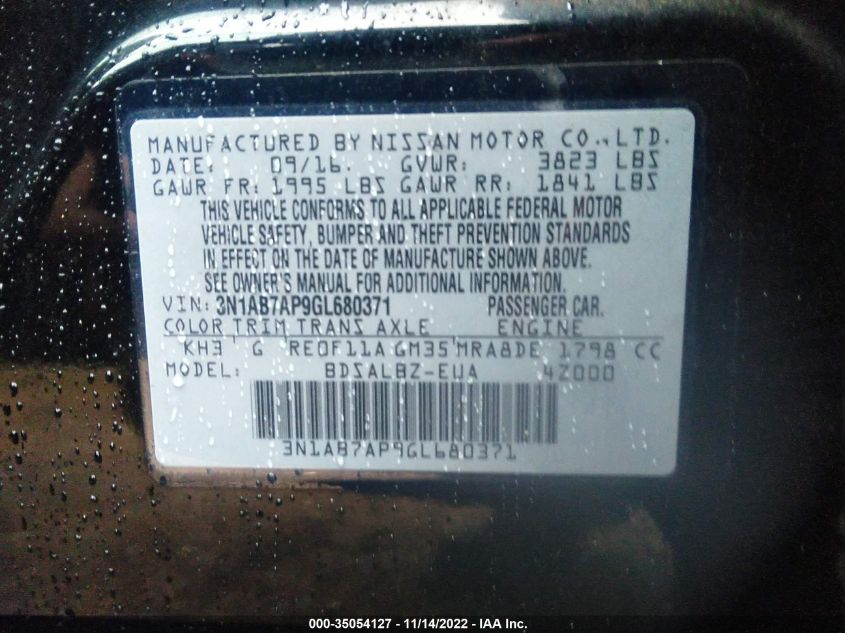 MANUFACTURED BY NISSAN MOTOR CO., LTD.
DATE: 09/16. GVWR: 3823 LBS
GAWR FR: 1995 LBS GAWR RR: 1841 LBS
THIS VEHICLE CONFORMS TO ALL APPLICABLE FEDERAL MOTOR
VEHICLE SAFETY, BUMPER AND THEFT PREVENTION STANDARDS
IN EFFECT ON THE DATE OF MANUFACTURE SHOWN ABOVE.
SEE OWNER'S MANUAL FOR ADDITIONAL INFORMATION.
VIN: 3N1AB7AP9GL680371 PASSENGER CAR.
COLOR TRIM TRANS AXLE ENGINE
KH3 G RE0F11A GM35 MRA8DE 1798 CC
MODEL: BDSALBZ-EUA 4Z000
3N1AB7AP9GL680371
000-35054127 - 11/14/2022 - IAA Inc.